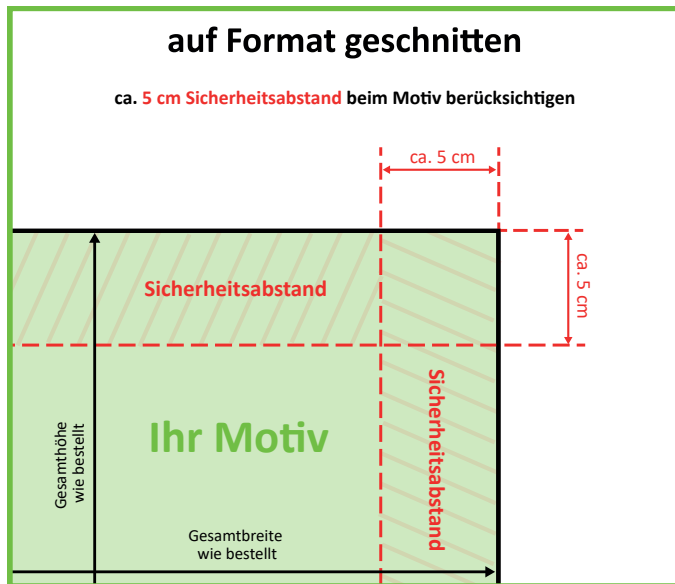 auf Format geschnitten
ca. 5 cm Sicherheitsabstand beim Motiv berücksichtigen
ca. 5 cm
ca. 5 cm
Sicherheitsabstand
Sicherheitsabstand
Ihr Motiv
Gesamthöhe
wie bestellt
Gesamtbreite
wie bestellt